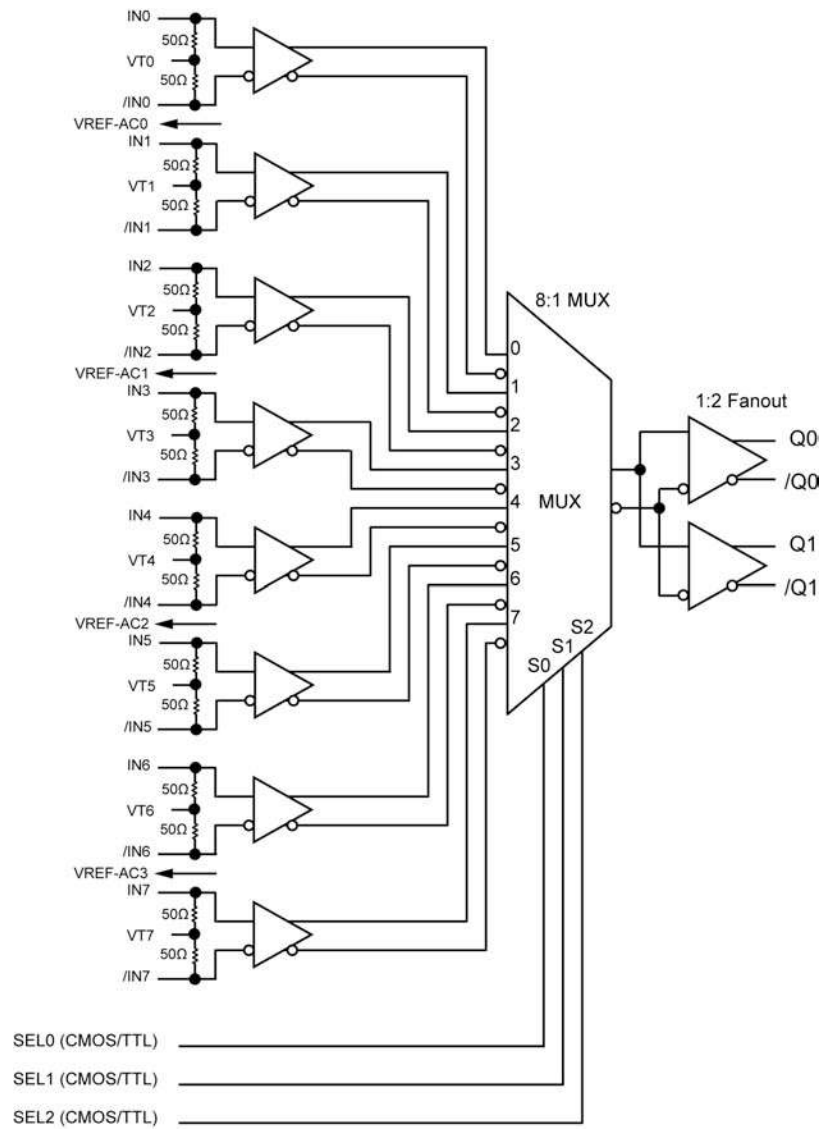 IN0
50Ω
VT0
50Ω
/IN0
VREF-AC0
IN1
50Ω
VT1
50Ω
/IN1
IN2
50Ω
VT2
50Ω
/IN2
VREF-AC1
IN3
50Ω
VT3
50Ω
/IN3
IN4
50Ω
VT4
50Ω
/IN4
VREF-AC2
IN5
50Ω
VT5
50Ω
/IN5
IN6
50Ω
VT6
50Ω
/IN6
VREF-AC3
IN7
50Ω
VT7
50Ω
/IN7
8:1 MUX
0
1
2
3
4
5
6
7
MUX
S0
S1
S2
1:2 Fanout
Q0
/Q0
Q1
/Q1
SEL0 (CMOS/TTL)
SEL1 (CMOS/TTL)
SEL2 (CMOS/TTL)